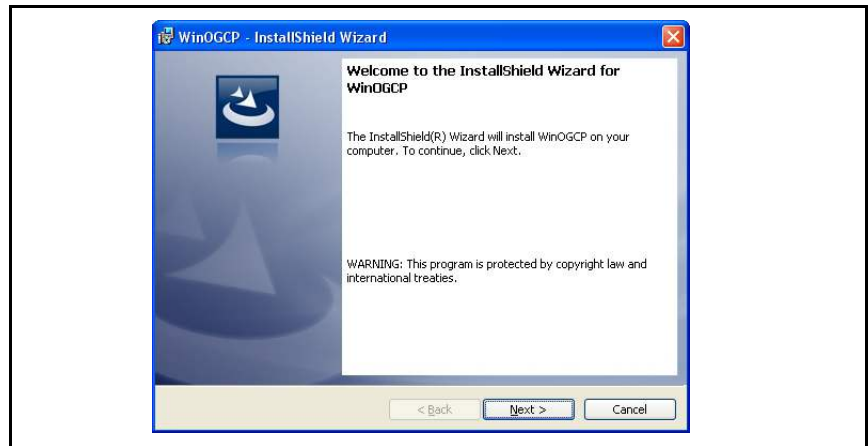 WinOGCP - InstallShield Wizard
Welcome to the InstallShield Wizard for
WinOGCP
The InstallShield(R) Wizard will install WinOGCP on your
computer. To continue, click Next.
WARNING: This program is protected by copyright law and
international treaties.
< Back
Next >
Cancel